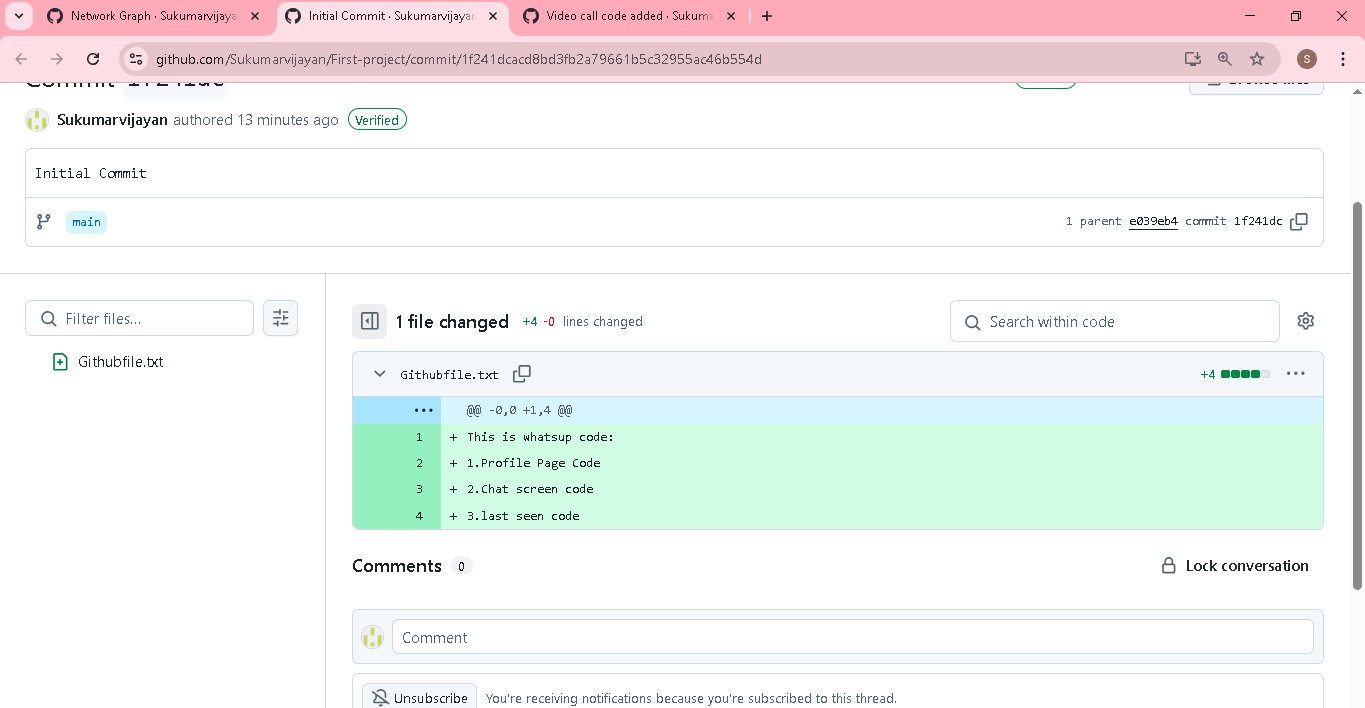 Network Graph · Sukumarvijaya
Initial Commit · Sukumarvijayan
Video call code added · Sukuma
github.com/Sukumarvijayan/First-project/commit/1f241dcacd8bd3fb2a79661b5c32955ac46b554d
S
Commit 1f241dc
Sukumarvijayan authored 13 minutes ago Verified
Initial Commit
main
1 parent e039eb4 commit 1f241dc
Filter files...
Githubfile.txt
1 file changed +4 -0 lines changed
Search within code
Githubfile.txt
+4
@@ -0,0 +1,4 @@
1 + This is whatsup code:
2 + 1.Profile Page Code
3 + 2.Chat screen code
4 + 3.last seen code
Comments 0
Lock conversation
Comment
Unsubscribe You're receiving notifications because you're subscribed to this thread.